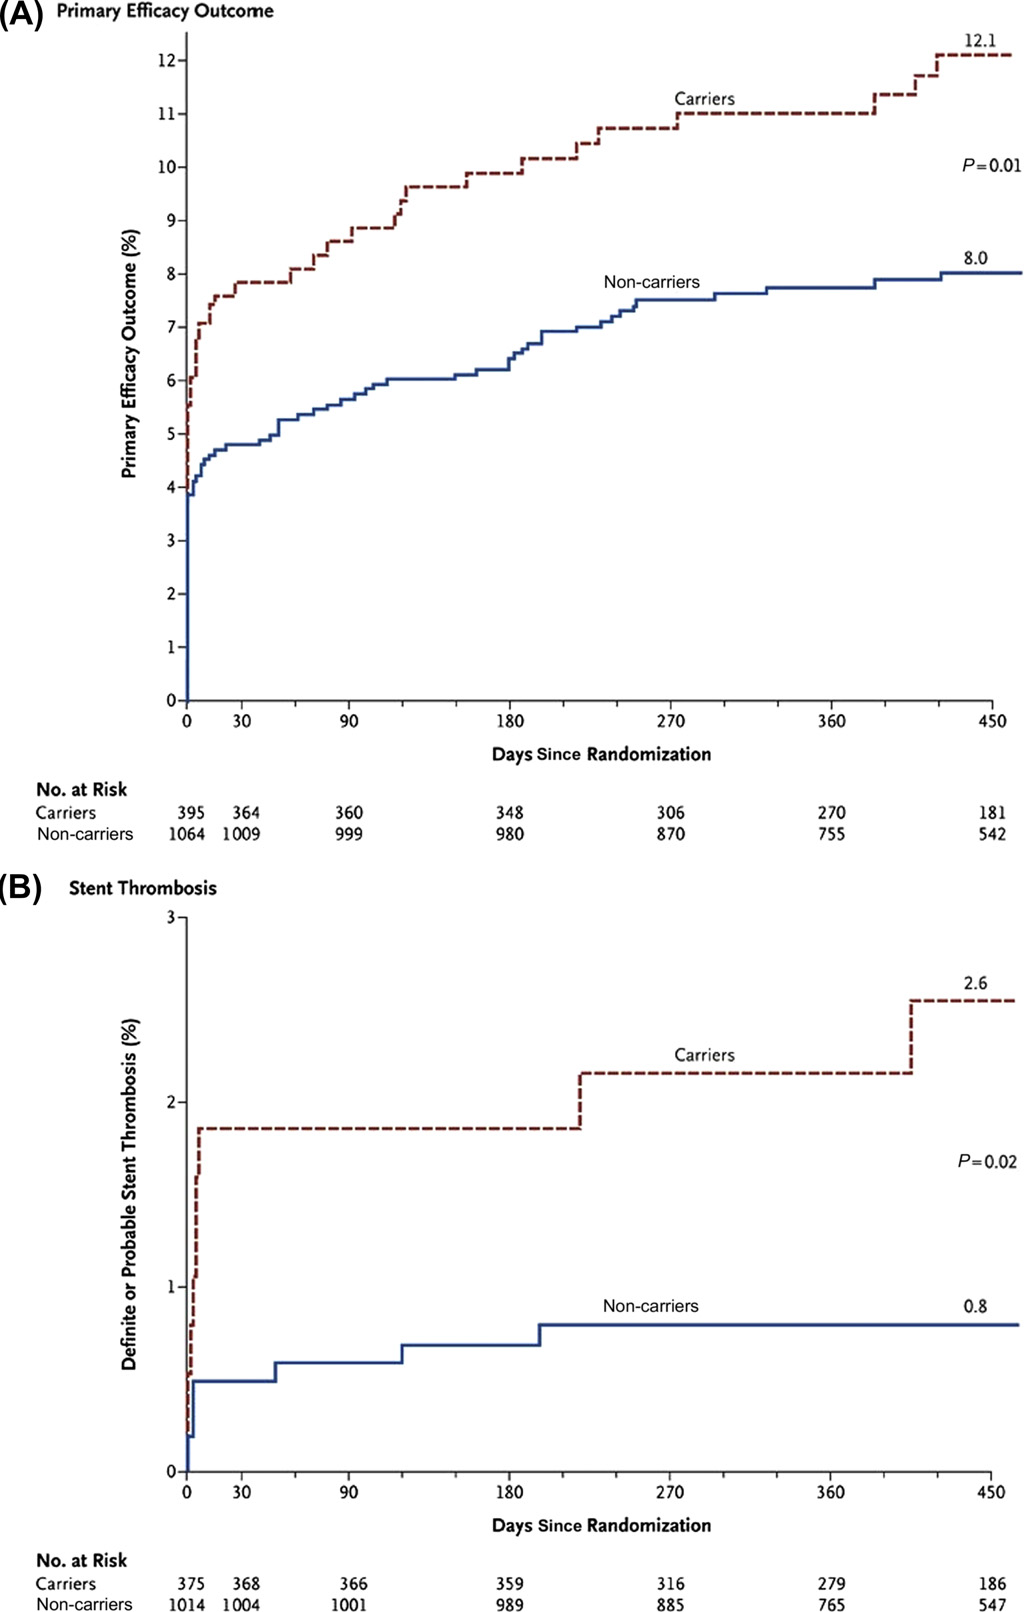 (A) Primary Efficacy Outcome
12.1
12
Carriers
11
P=0.01
10
9
8.0
8
Non-carriers
7
6
5
4
3
2
1
0
Primary Efficacy Outcome (%)
0 30 90 180 270 360 450
Days Since Randomization
No. at Risk
Carriers 395 364 360 348 306 270 181
Non-carriers 1064 1009 999 980 870 755 542
(B) Stent Thrombosis
3
2.6
Carriers
2
P=0.02
1
Non-carriers 0.8
0
Definite or Probable Stent Thrombosis (%)
0 30 90 180 270 360 450
Days Since Randomization
No. at Risk
Carriers 375 368 366 359 316 279 186
Non-carriers 1014 1004 1001 989 885 765 547